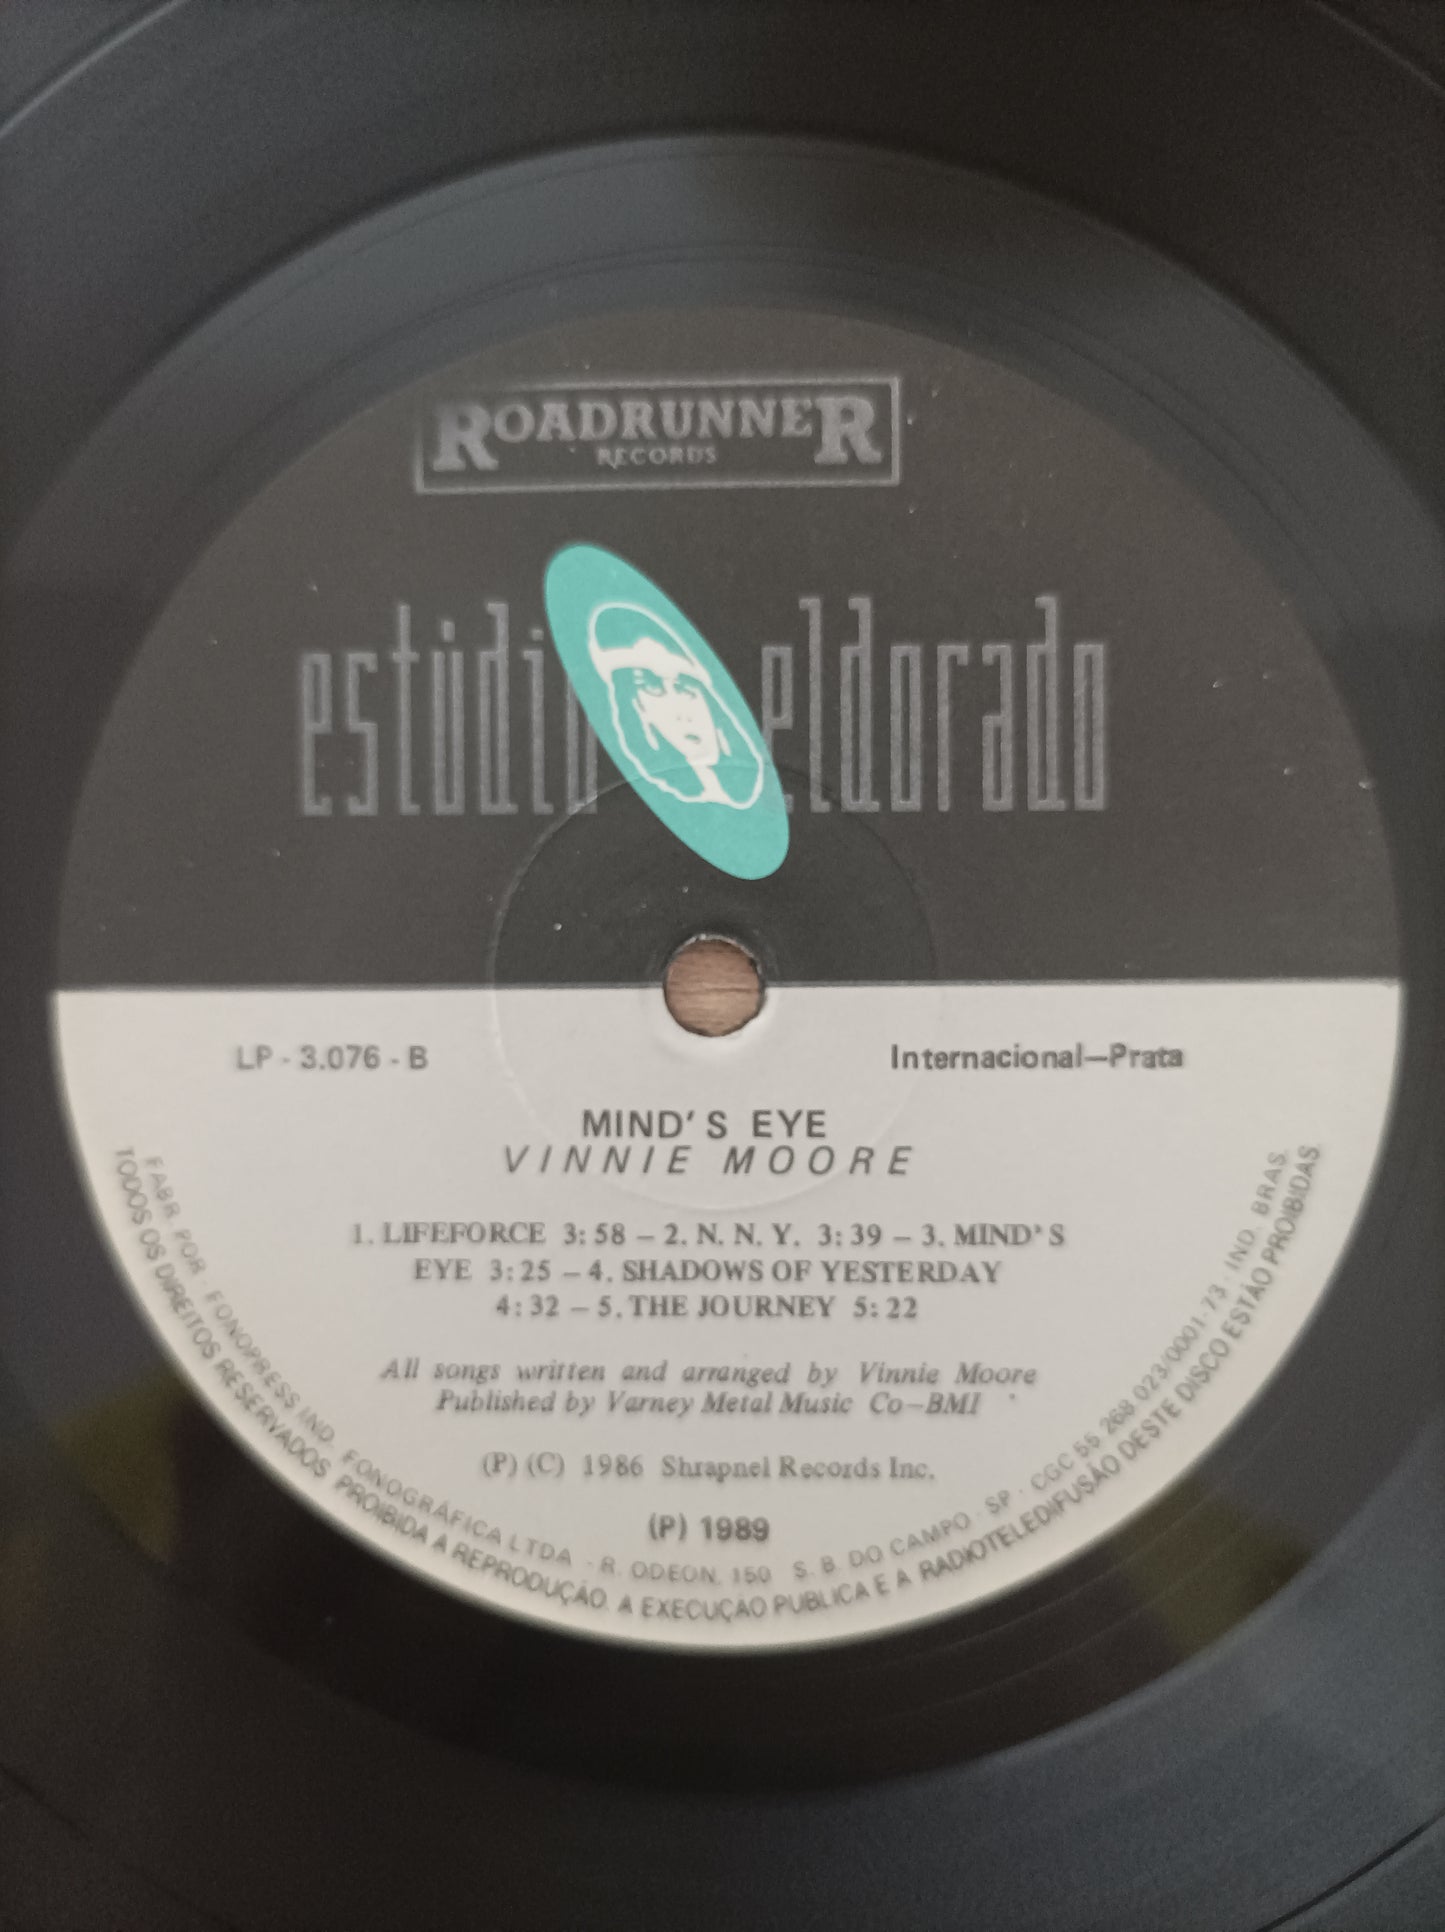 ROADRUNNER
RECORDS
estúdio eldorado
LP - 3.076 - B
Internacional—Prata
MIND'S EYE
VINNIE MOORE
1. LIFEFORCE 3:58 – 2. N. N. Y. 3:39 – 3. MIND'S
EYE 3:25 – 4. SHADOWS OF YESTERDAY
4:32 – 5. THE JOURNEY 5:22
All songs written and arranged by Vinnie Moore
Published by Varney Metal Music Co—BMI
(P) (C) 1986 Shrapnel Records Inc.
(P) 1989
FABR. POR · FONOPRESS IND. FONOGRÁFICA LTDA · R. ODEON, 150 S. B. DO CAMPO · SP · CGC 55 268 023/0001-73 · IND. BRAS.
TODOS OS DIREITOS RESERVADOS. PROIBIDA A REPRODUÇÃO. A EXECUÇÃO PUBLICA E A RADIOTELEDIFUSÃO DESTE DISCO ESTÃO PROIBIDAS.